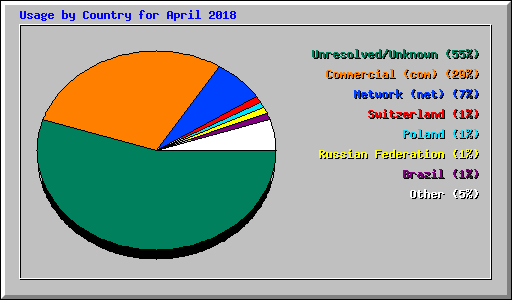 Usage by Country for April 2018
Unresolved/Unknown (55%)
Commercial (com) (29%)
Network (net) (7%)
Switzerland (1%)
Poland (1%)
Russian Federation (1%)
Brazil (1%)
Other (5%)